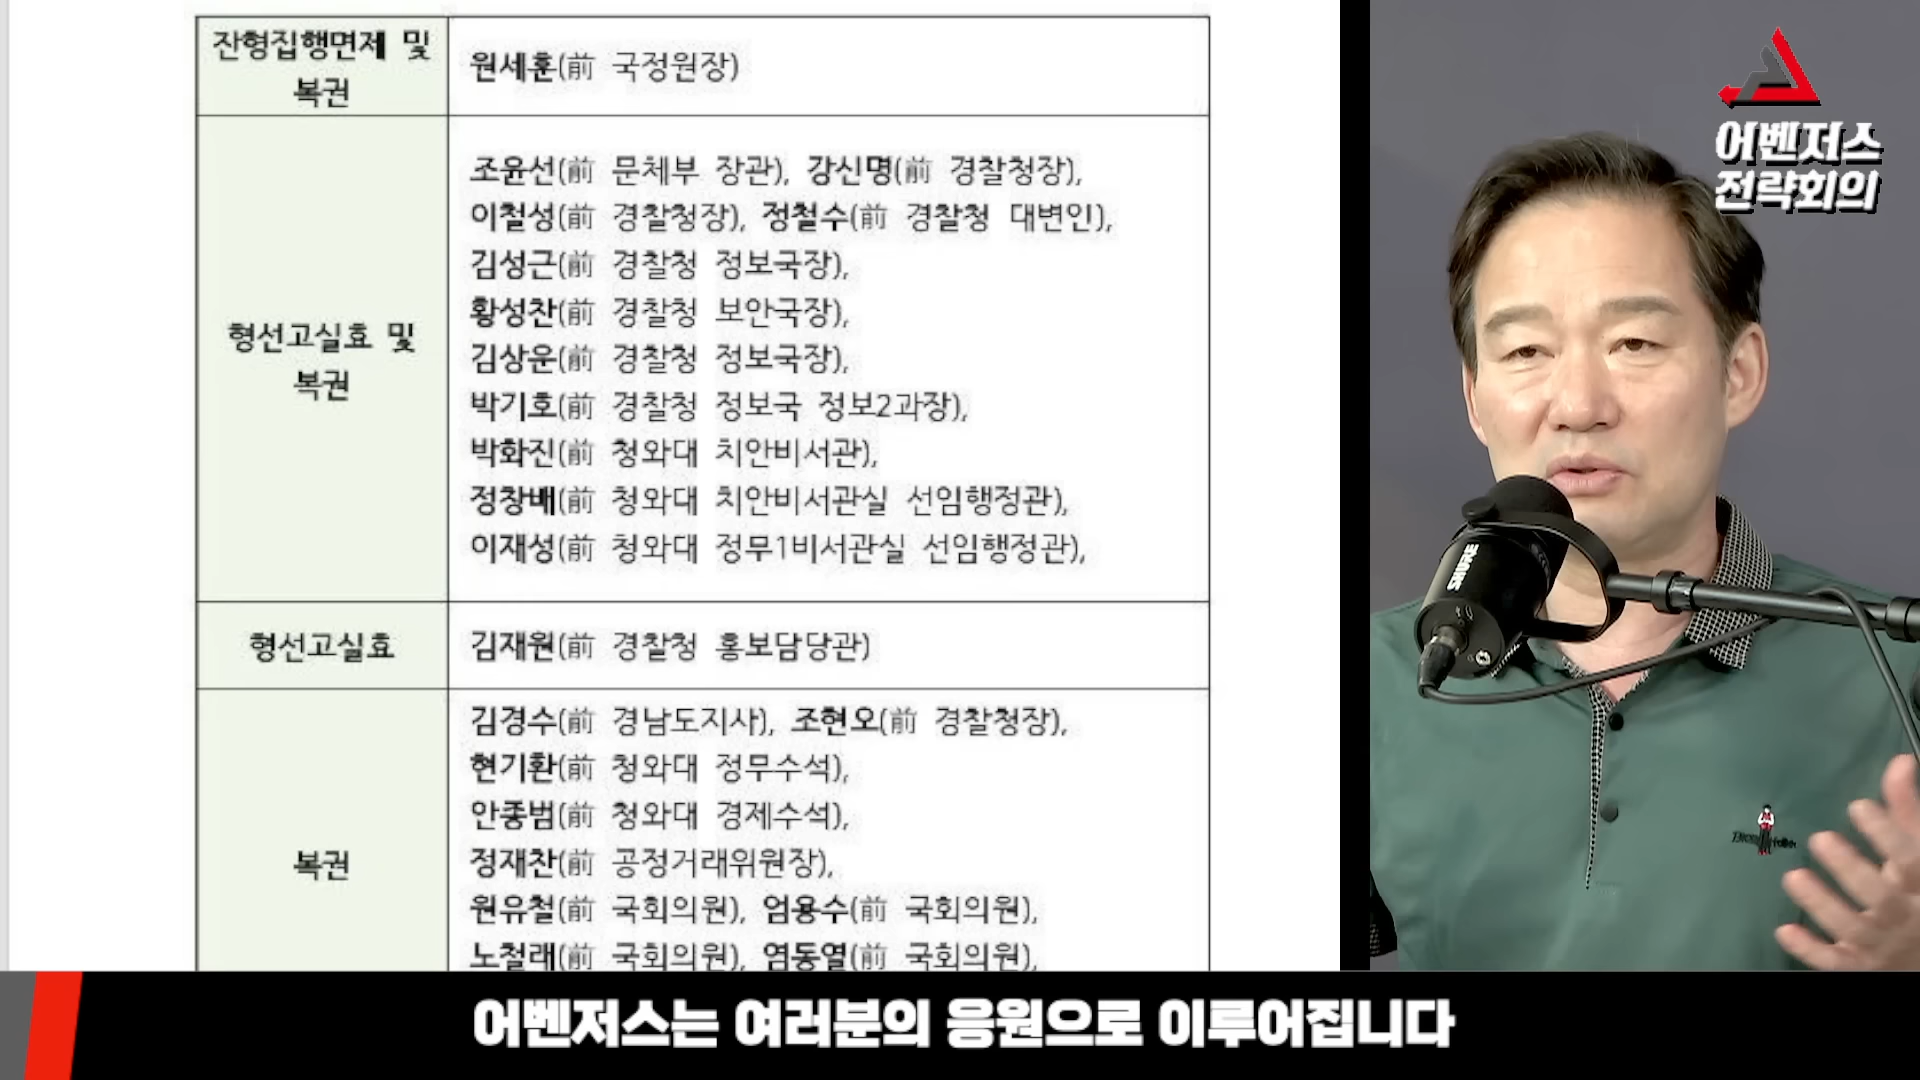 잔형집행면제 및
복권
원세훈(前 국정원장)
형선고실효 및
복권
조윤선(前 문체부 장관), 강신명(前 경찰청장),
이철성(前 경찰청장), 정철수(前 경찰청 대변인),
김성근(前 경찰청 정보국장),
황성찬(前 경찰청 보안국장),
김상운(前 경찰청 정보국장),
박기호(前 경찰청 정보국 정보2과장),
박화진(前 청와대 치안비서관),
정창배(前 청와대 치안비서관실 선임행정관),
이재성(前 청와대 정무1비서관실 선임행정관),
형선고실효
김재원(前 경찰청 홍보담당관)
복권
김경수(前 경남도지사), 조현오(前 경찰청장),
현기환(前 청와대 정무수석),
안종범(前 청와대 경제수석),
정재찬(前 공정거래위원장),
원유철(前 국회의원), 엄용수(前 국회의원),
노철래(前 국회의원), 염동열(前 국회의원),
어벤저스
전략회의
SHURE
어벤저스는 여러분의 응원으로 이루어집니다